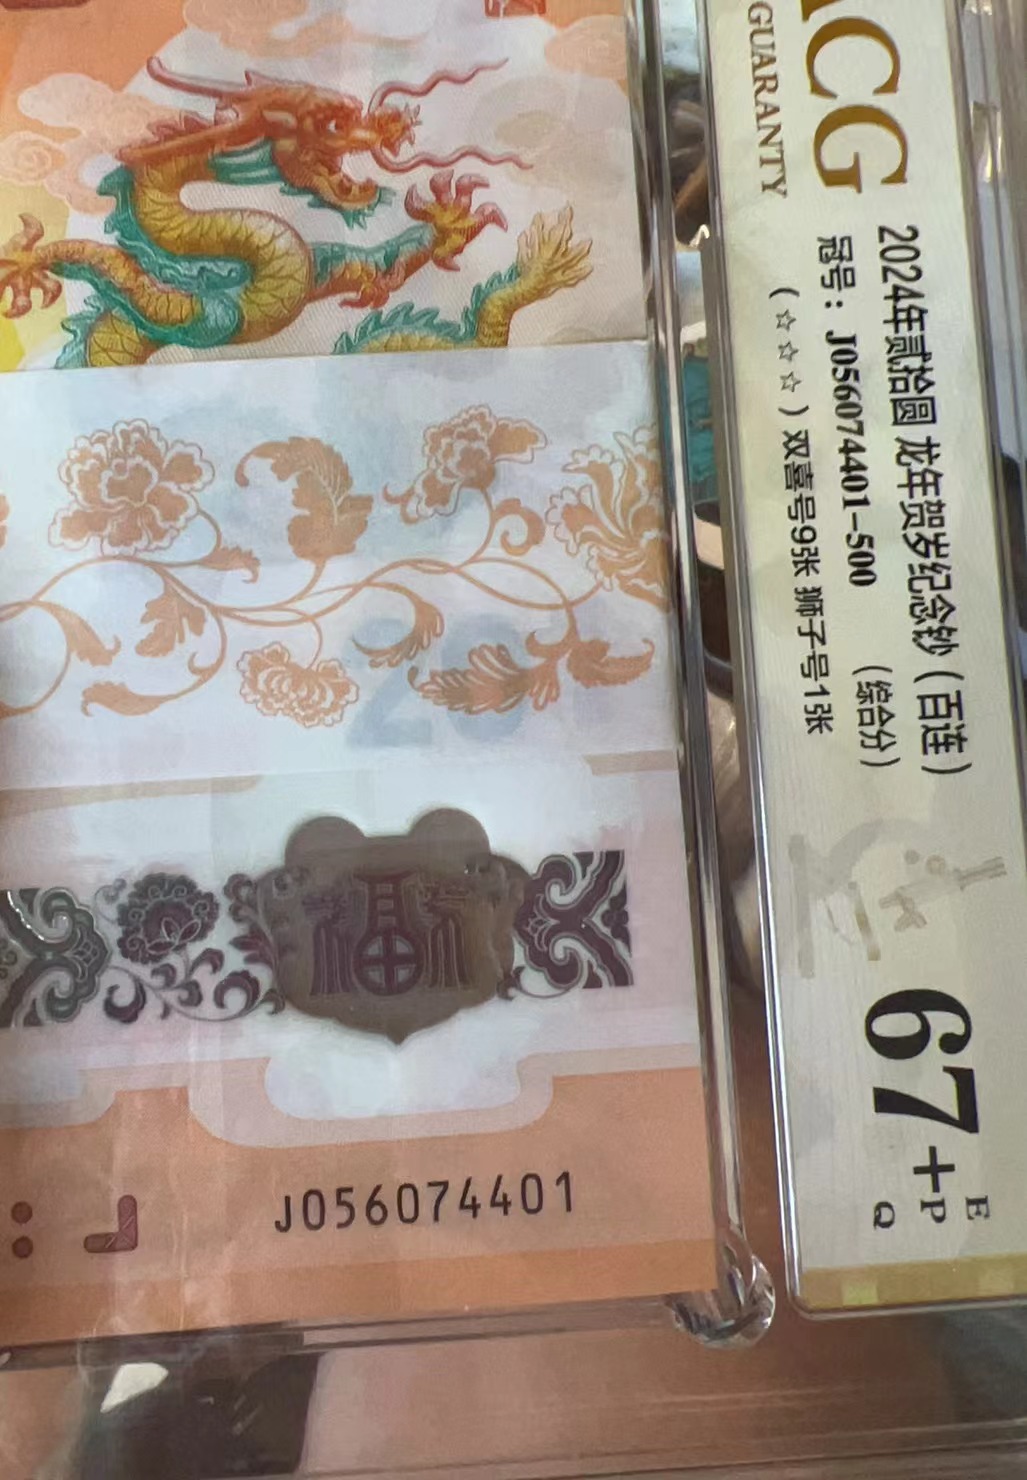 ACG
GUARANTY
2024年贰拾圆 龙年贺岁纪念钞（百连）
冠号：J056074401-500 （综合分）
（☆☆☆☆）双喜号9张 狮子号1张
67+
E
P
Q
20
福
J056074401